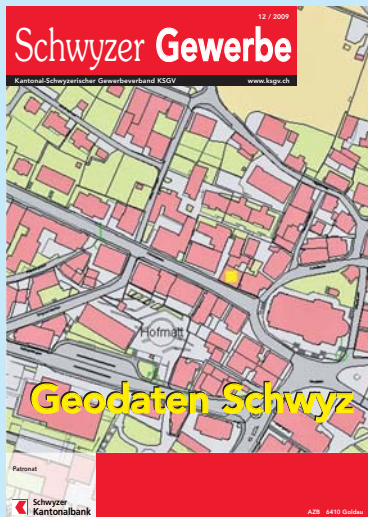 12 / 2009
Schwyzer Gewerbe
Kantonal-Schwyzerischer Gewerbeverband KSGV www.ksgv.ch
Hofmatt
Geodaten Schwyz
Patronat
Schwyzer
Kantonalbank
AZB 6410 Goldau